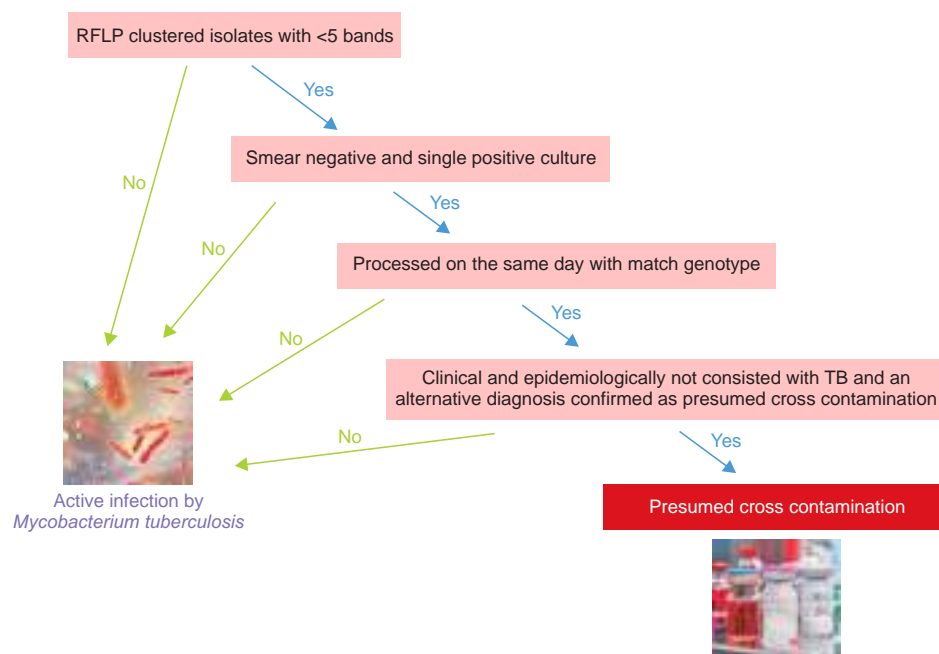 RFLP clustered isolates with <5 bands
Yes
Smear negative and single positive culture
No
Yes
No
Processed on the same day with match genotype
Yes
No
Clinical and epidemiologically not consisted with TB and an
alternative diagnosis confirmed as presumed cross contamination
No
Yes
Active infection by
Mycobacterium tuberculosis
Presumed cross contamination